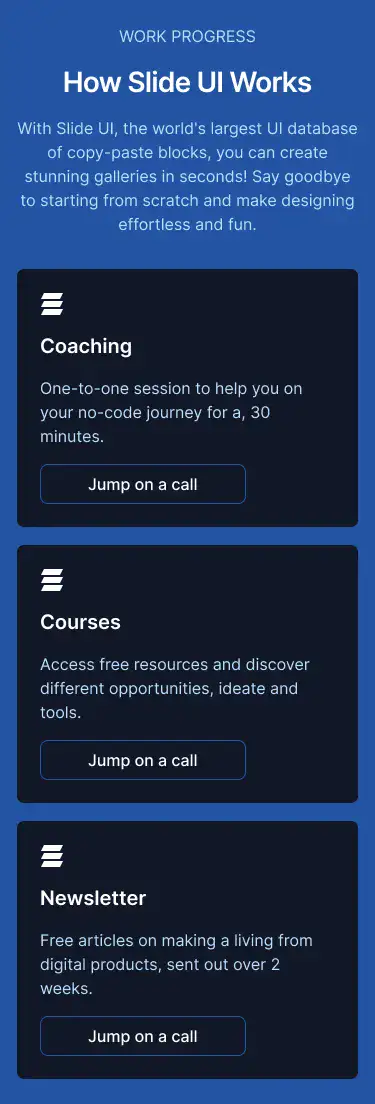 WORK PROGRESS
How Slide UI Works
With Slide UI, the world's largest UI database
of copy-paste blocks, you can create
stunning galleries in seconds! Say goodbye
to starting from scratch and make designing
effortless and fun.
Coaching
One-to-one session to help you on
your no-code journey for a, 30
minutes.
Jump on a call
Courses
Access free resources and discover
different opportunities, ideate and
tools.
Jump on a call
Newsletter
Free articles on making a living from
digital products, sent out over 2
weeks.
Jump on a call